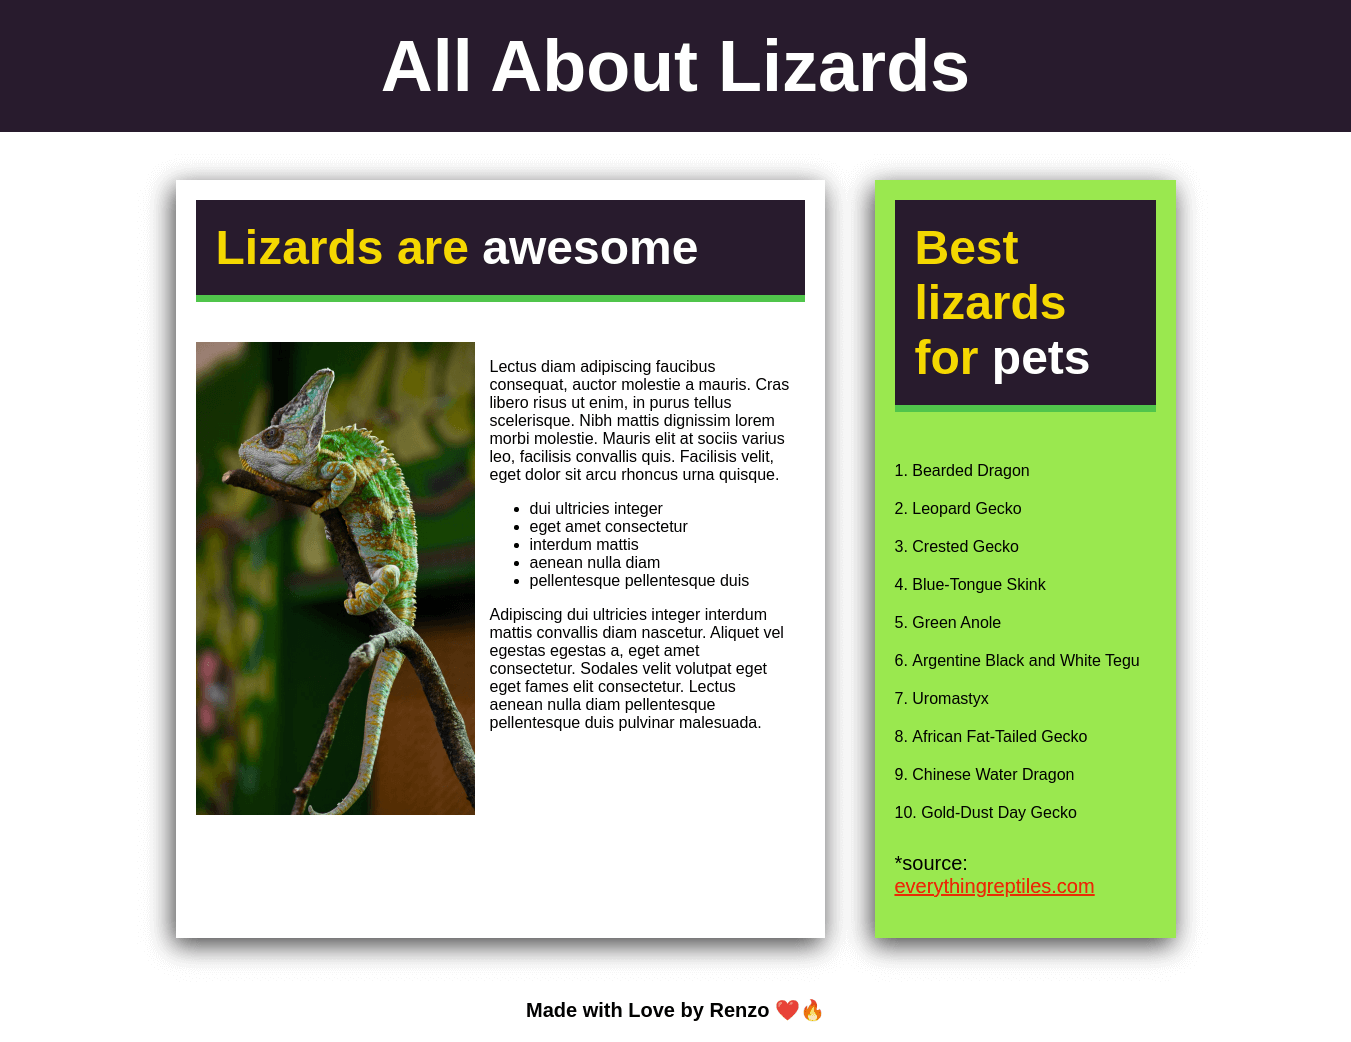 All About Lizards
Lizards are awesome
Lectus diam adipiscing faucibus
consequat, auctor molestie a mauris. Cras
libero risus ut enim, in purus tellus
scelerisque. Nibh mattis dignissim lorem
morbi molestie. Mauris elit at sociis varius
leo, facilisis convallis quis. Facilisis velit,
eget dolor sit arcu rhoncus urna quisque.
• dui ultricies integer
• eget amet consectetur
• interdum mattis
• aenean nulla diam
• pellentesque pellentesque duis
Adipiscing dui ultricies integer interdum
mattis convallis diam nascetur. Aliquet vel
egestas egestas a, eget amet
consectetur. Sodales velit volutpat eget
eget fames elit consectetur. Lectus
aenean nulla diam pellentesque
pellentesque duis pulvinar malesuada.
Best
lizards
for pets
1. Bearded Dragon
2. Leopard Gecko
3. Crested Gecko
4. Blue-Tongue Skink
5. Green Anole
6. Argentine Black and White Tegu
7. Uromastyx
8. African Fat-Tailed Gecko
9. Chinese Water Dragon
10. Gold-Dust Day Gecko
*source:
everythingreptiles.com
Made with Love by Renzo ❤️🔥